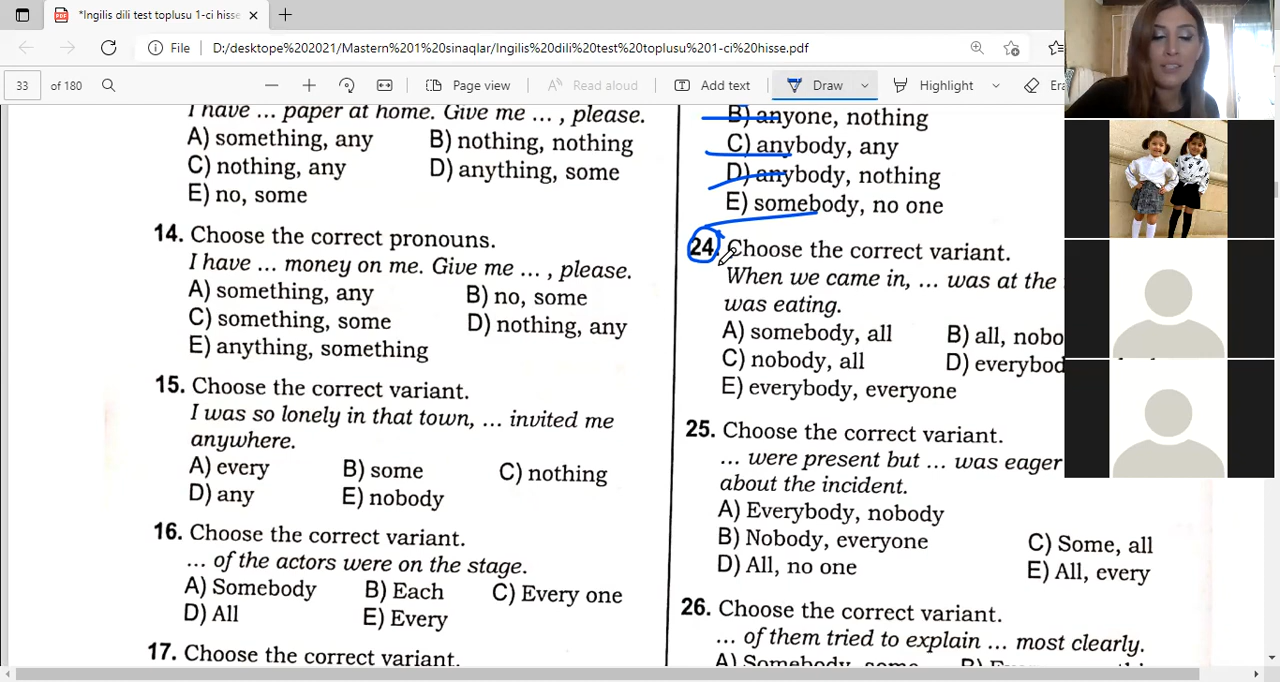 *Ingilis dili test toplusu 1-ci hisse
File
D:/desktope%202021/Mastern%201%20sınaqlar/Ingilis%20dili%20test%20toplusu%201-ci%20hisse.pdf
33 of 180
Page view
Read aloud
Add text
Draw
Highlight
I have ... paper at home. Give me ... , please.
A) something, any B) nothing, nothing
C) nothing, any D) anything, some
E) no, some
14. Choose the correct pronouns.
I have ... money on me. Give me ... , please.
A) something, any B) no, some
C) something, some D) nothing, any
E) anything, something
15. Choose the correct variant.
I was so lonely in that town, ... invited me
anywhere.
A) every B) some C) nothing
D) any E) nobody
16. Choose the correct variant.
... of the actors were on the stage.
A) Somebody B) Each C) Every one
D) All E) Every
17. Choose the correct variant.
B) anyone, nothing
C) anybody, any
D) anybody, nothing
E) somebody, no one
24. Choose the correct variant.
When we came in, ... was at the
was eating.
A) somebody, all B) all, nobo
C) nobody, all D) everybod
E) everybody, everyone
25. Choose the correct variant.
... were present but ... was eager
about the incident.
A) Everybody, nobody
B) Nobody, everyone C) Some, all
D) All, no one E) All, every
26. Choose the correct variant.
... of them tried to explain ... most clearly.
A) Somebody, some